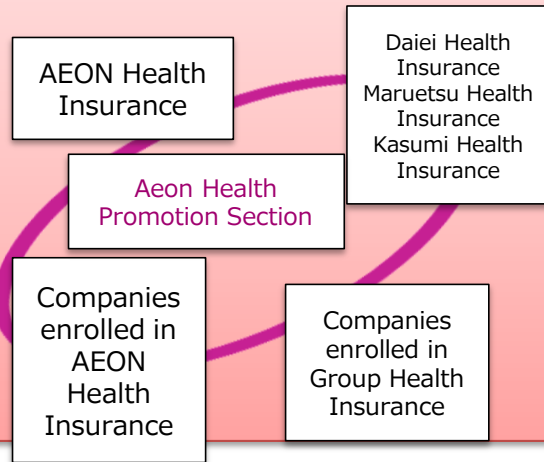 AEON Health
Insurance
Daiei Health
Insurance
Maruetsu Health
Insurance
Kasumi Health
Insurance
Aeon Health
Promotion Section
Companies
enrolled in
AEON
Health
Insurance
Companies
enrolled in
Group Health
Insurance